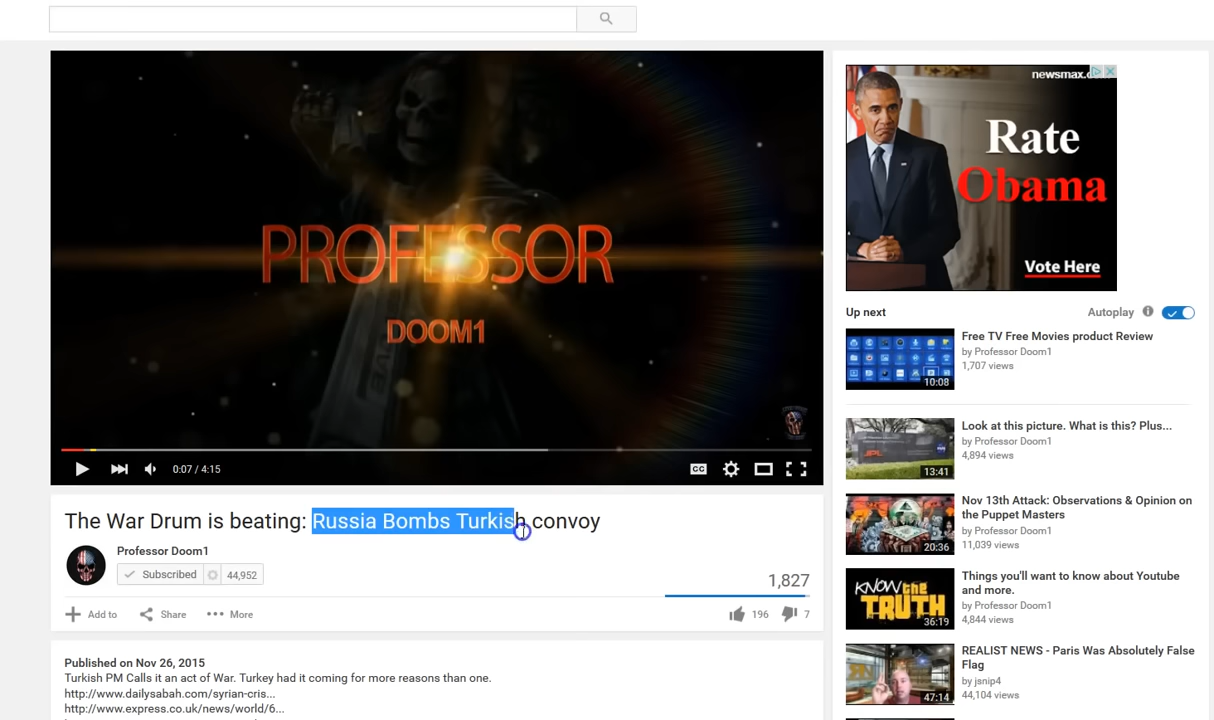 PROFESSOR
DOOM1
CC
0:07 / 4:15
The War Drum is beating: Russia Bombs Turkish convoy
Professor Doom1
Subscribed 44,952
1,827
Add to Share More 196 7
Published on Nov 26, 2015
Turkish PM Calls it an act of War. Turkey had it coming for more reasons than one.
http://www.dailysabah.com/syrian-cris...
http://www.express.co.uk/news/world/6...
Rate
Obama
Vote Here
Up next Autoplay
Free TV Free Movies product Review
by Professor Doom1
1,707 views
10:08
Look at this picture. What is this? Plus...
by Professor Doom1
4,894 views
JPL
13:41
Nov 13th Attack: Observations & Opinion on
the Puppet Masters
by Professor Doom1
11,039 views
20:36
Things you'll want to know about Youtube
and more.
by Professor Doom1
4,844 views
KNOW the
TRUTH
36:19
REALIST NEWS - Paris Was Absolutely False
Flag
by jsnip4
44,104 views
47:14